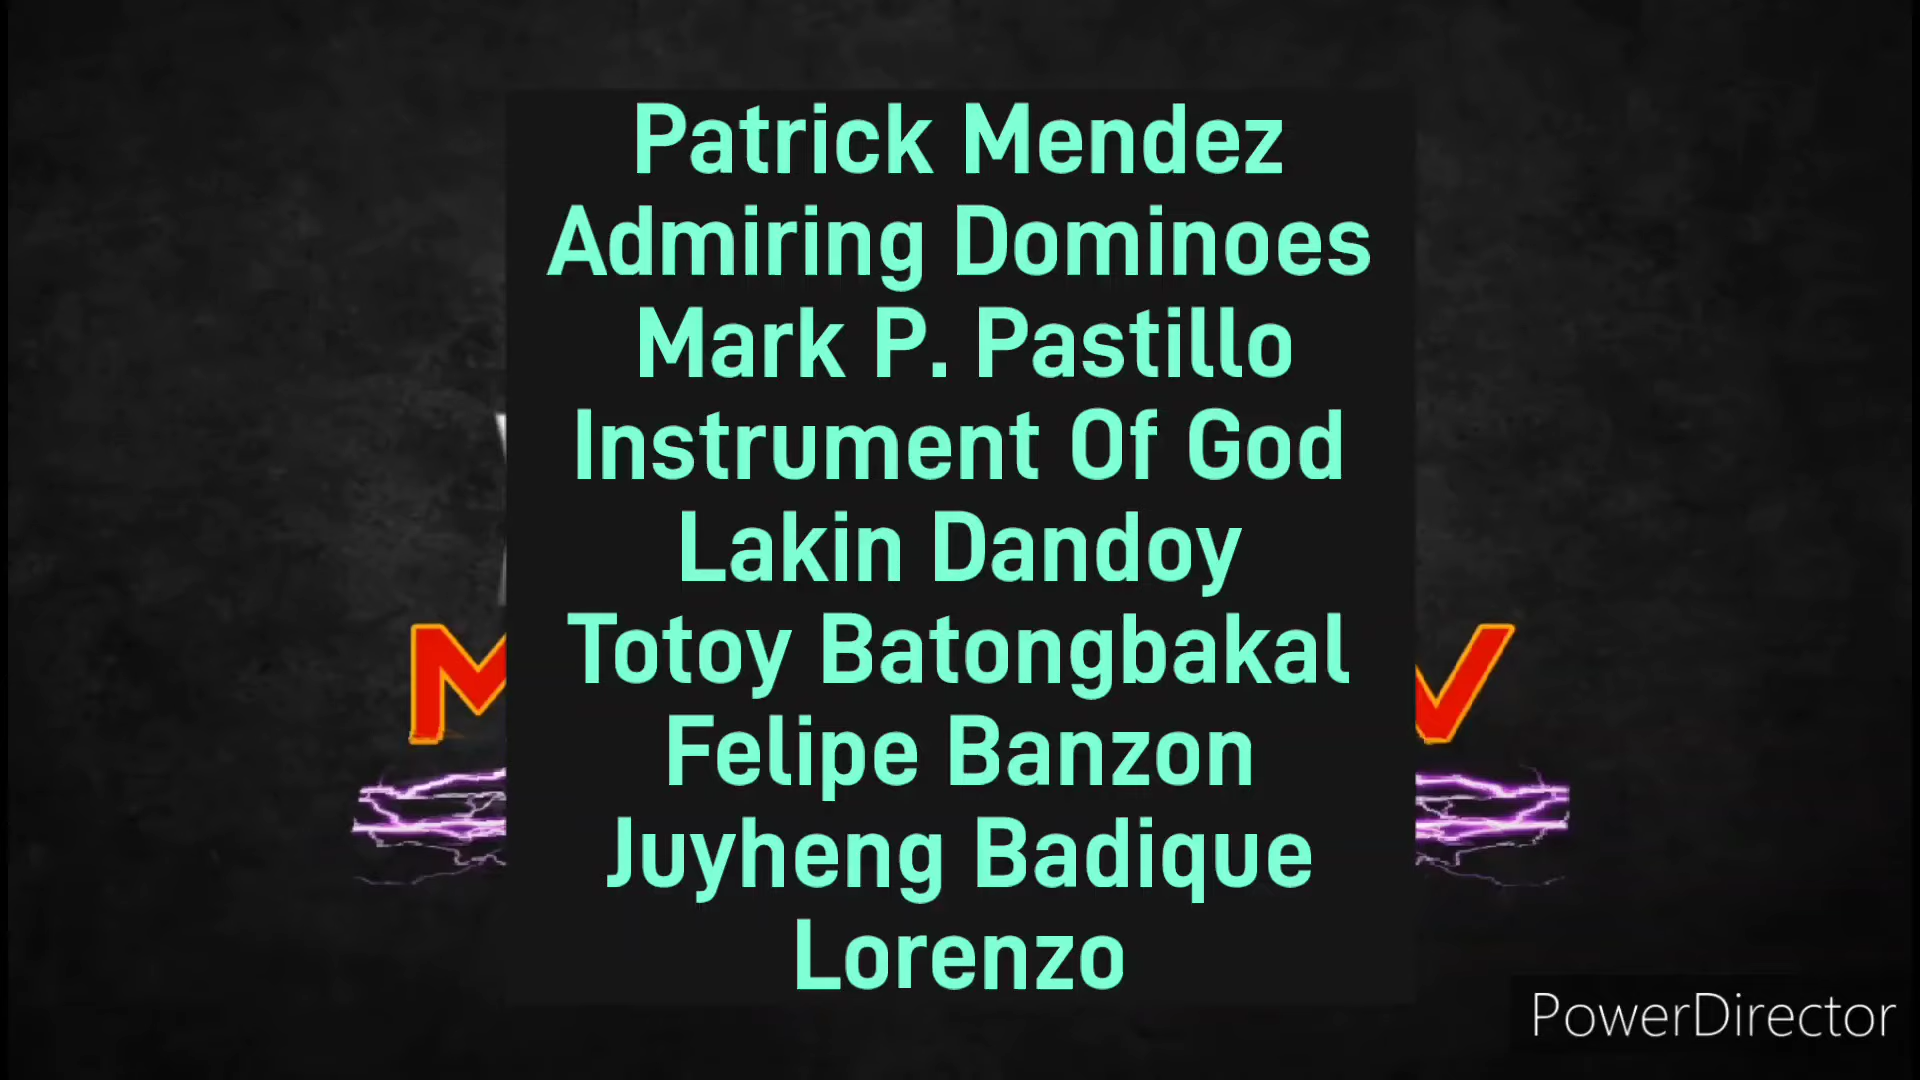 Patrick Mendez
Admiring Dominoes
Mark P. Pastillo
Instrument Of God
Lakin Dandoy
Totoy Batongbakal
Felipe Banzon
Juyheng Badique
Lorenzo
PowerDirector